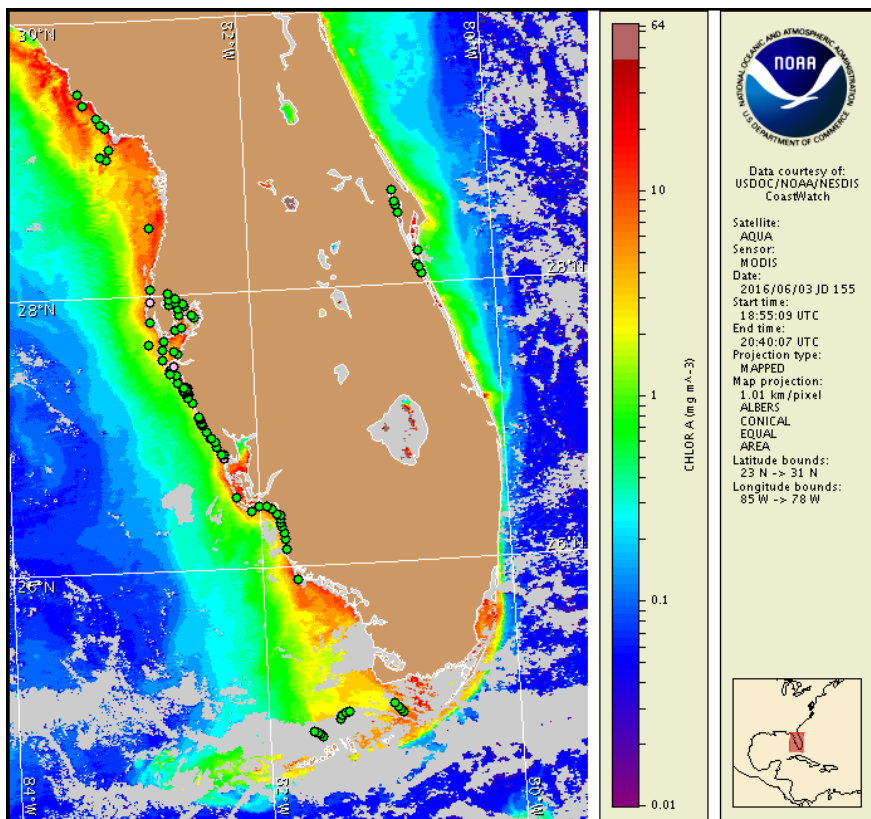 30°N
82°W
80°W
28°N
28°N
26°N
26°N
84°W
82°W
80°W
64
10
1
0.1
0.01
CHLOR A (mg m^-3)
NATIONAL OCEANIC AND ATMOSPHERIC ADMINISTRATION
NOAA
U.S. DEPARTMENT OF COMMERCE
Data courtesy of:
USDOC/NOAA/NESDIS
CoastWatch
Satellite:
AQUA
Sensor:
MODIS
Date:
2016/06/03 JD 155
Start time:
18:55:09 UTC
End time:
20:40:07 UTC
Projection type:
MAPPED
Map projection:
1.01 km/pixel
ALBERS
CONICAL
EQUAL
AREA
Latitude bounds:
23 N -> 31 N
Longitude bounds:
85 W -> 78 W